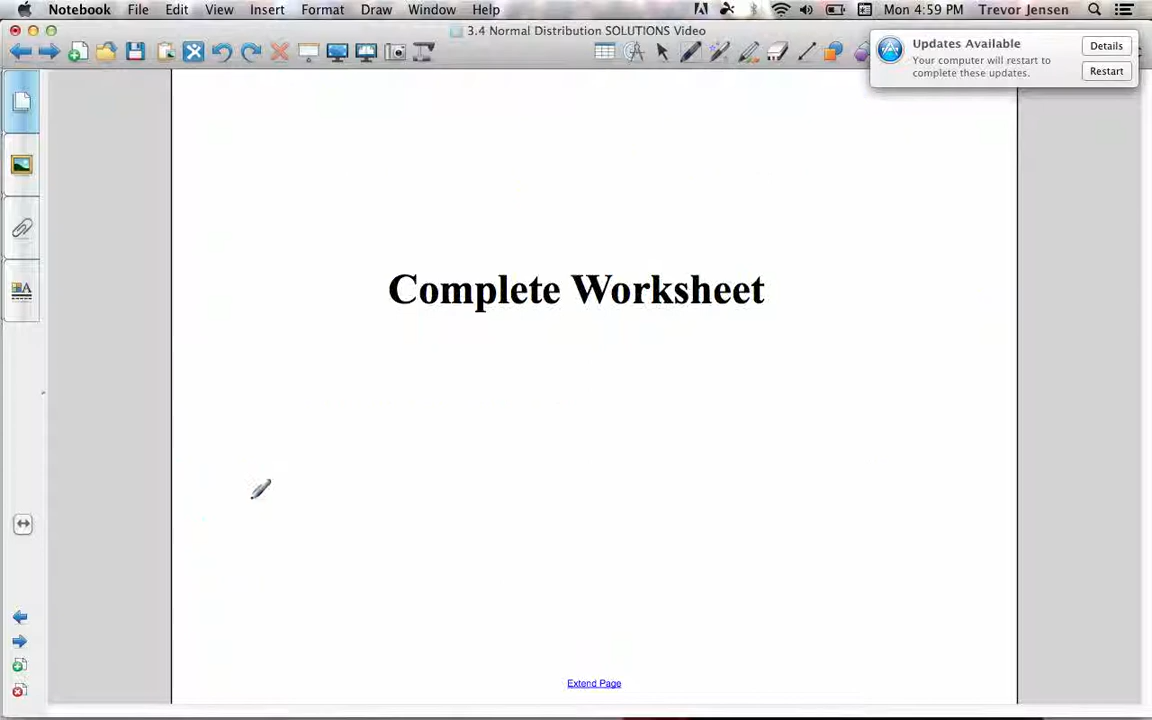 Notebook File Edit View Insert Format Draw Window Help Mon 4:59 PM Trevor Jensen
3.4 Normal Distribution SOLUTIONS Video
Updates Available
Details
Your computer will restart to
complete these updates.
Restart
Complete Worksheet
Extend Page